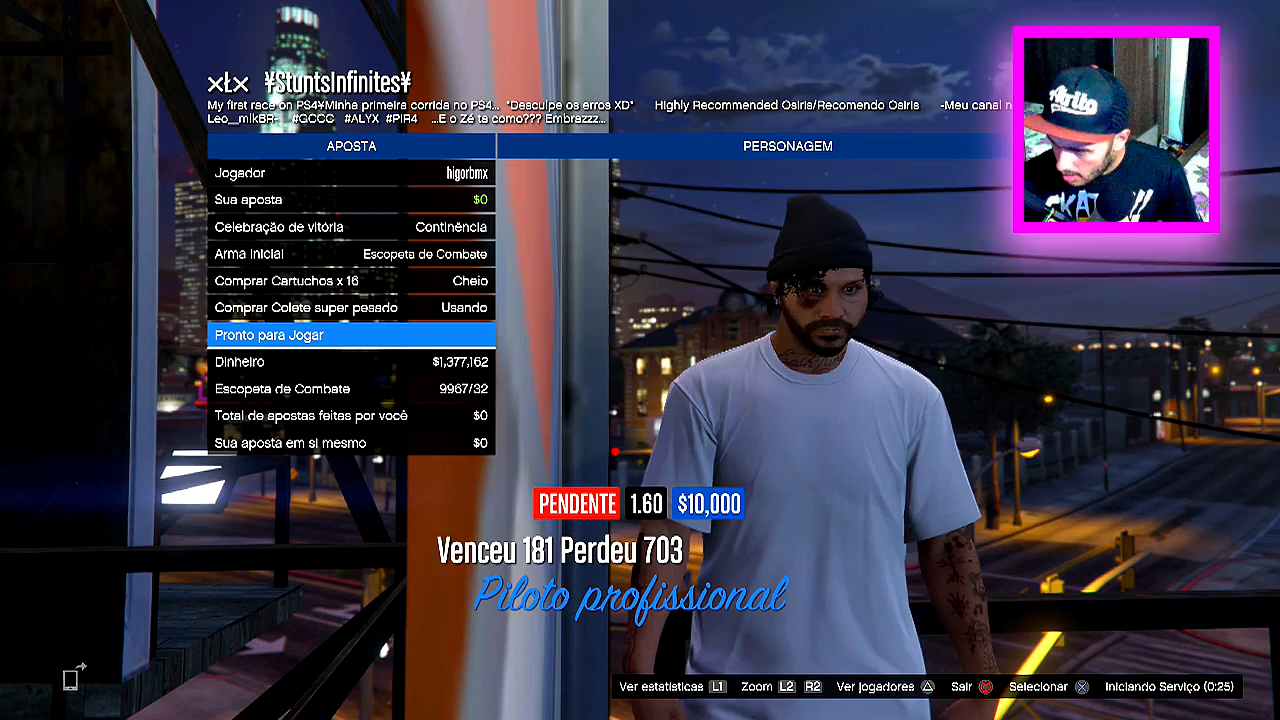 xŁx ¥StuntsInfinites¥
My first race on PS4¥Minha primeira corrida no PS4... "Desculpe os erros XD" Highly Recommended Osiris/Recomendo Osiris -Meu canal n
Leo__mlkBR- #GCCC #ALYX #PIR4 ...E o Zé ta como??? Embrazzz...
APOSTA PERSONAGEM
Jogador higorbmx
Sua aposta $0
Celebração de vitória Continência
Arma inicial Escopeta de Combate
Comprar Cartuchos x 16 Cheio
Comprar Colete super pesado Usando
Pronto para Jogar
Dinheiro $1,377,162
Escopeta de Combate 9967/32
Total de apostas feitas por você $0
Sua aposta em si mesmo $0
PENDENTE 1.60 $10,000
Venceu 181 Perdeu 703
Piloto profissional
Ver estatísticas L1 Zoom L2 R2 Ver jogadores Sair Selecionar Iniciando Serviço (0:25)